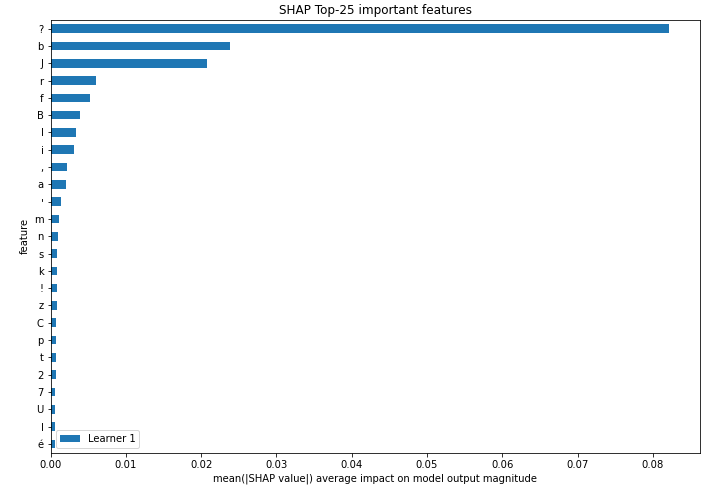 SHAP Top-25 important features
?
b
J
r
f
B
i
,
a
'
m
n
s
k
!
z
C
p
t
2
7
U
é
feature
Learner 1
0.00 0.01 0.02 0.03 0.04 0.05 0.06 0.07 0.08
mean(|SHAP value|) average impact on model output magnitude